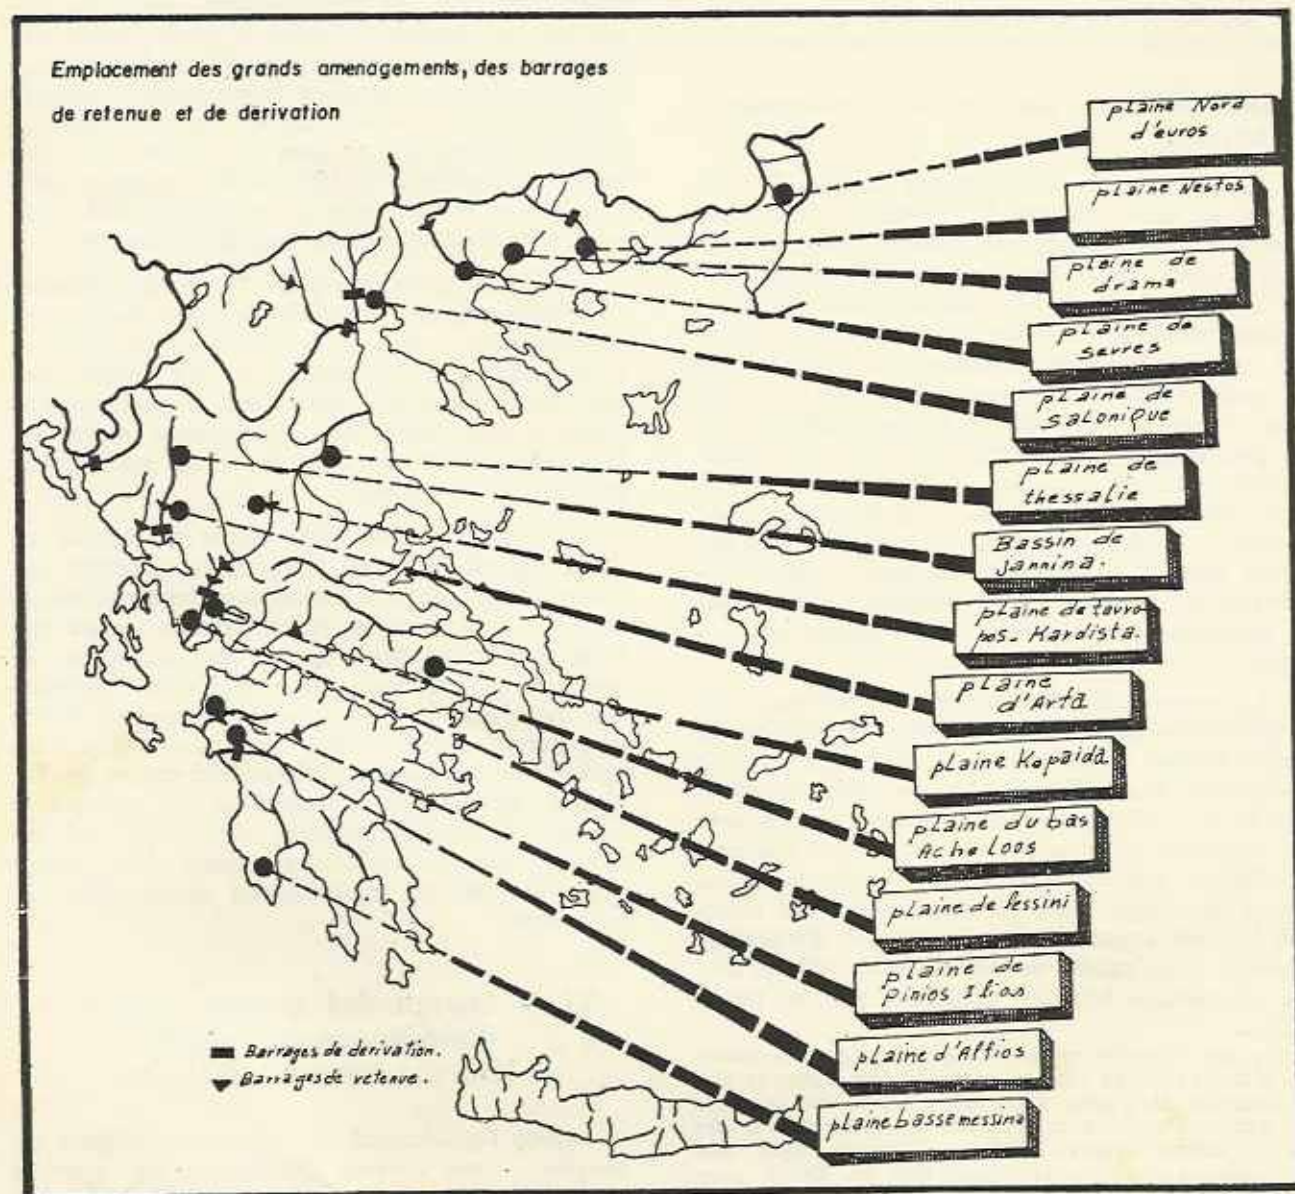 Emplacement des grands amenagements, des barrages
de retenue et de derivation
plaine Nord
d'euros
plaine Nestos
plaine de
drama
plaine de
Serres
plaine de
Salonique
plaine de
thessalie
Bassin de
jannina.
plaine de tavro
pos- Kardista.
plaine
d'Arta
plaine Kopaida
plaine du bas
Acheloos
plaine de lessini
plaine de
pinios Ilias
plaine d'Alfios
plaine basse messina
Barrages de derivation.
Barrages de retenue.